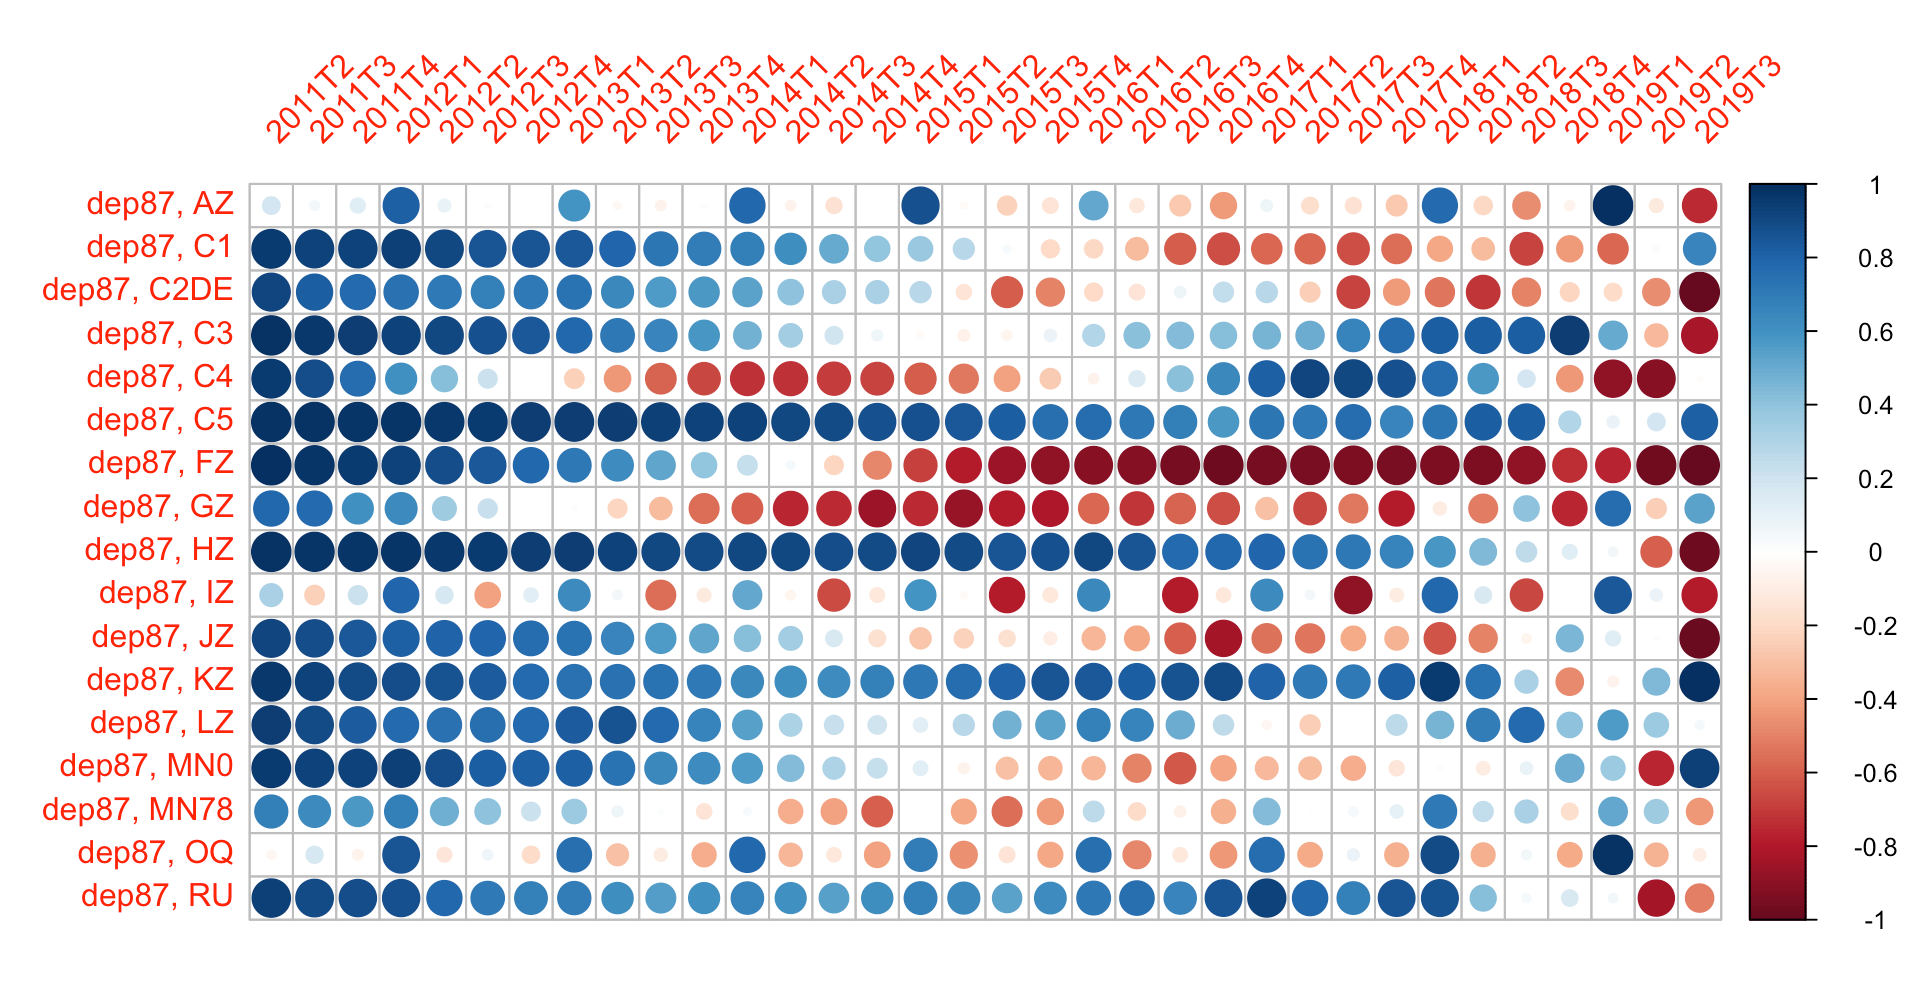 2011T2
2011T3
2011T4
2012T1
2012T2
2012T3
2012T4
2013T1
2013T2
2013T3
2013T4
2014T1
2014T2
2014T3
2014T4
2015T1
2015T2
2015T3
2015T4
2016T1
2016T2
2016T3
2016T4
2017T1
2017T2
2017T3
2017T4
2018T1
2018T2
2018T3
2018T4
2019T1
2019T2
2019T3
dep87, AZ
dep87, C1
dep87, C2DE
dep87, C3
dep87, C4
dep87, C5
dep87, FZ
dep87, GZ
dep87, HZ
dep87, IZ
dep87, JZ
dep87, KZ
dep87, LZ
dep87, MN0
dep87, MN78
dep87, OQ
dep87, RU
1
0.8
0.6
0.4
0.2
0
-0.2
-0.4
-0.6
-0.8
-1